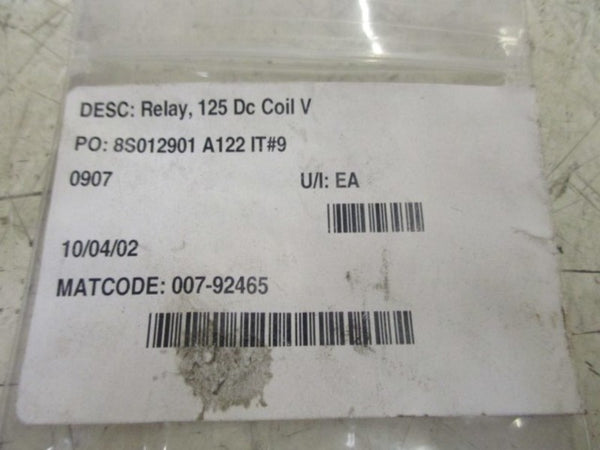 DESC: Relay, 125 Dc Coil V
PO: 8S012901 A122 IT#9
0907 U/I: EA
10/04/02
MATCODE: 007-92465